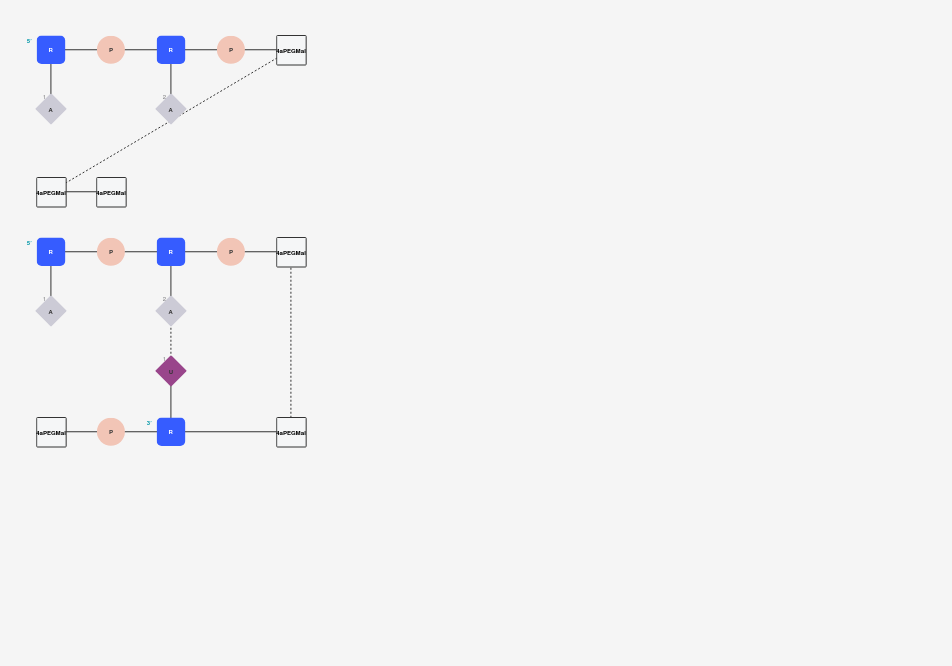 5'
R P R P 4aPEGMal
1 2
A A
4aPEGMal 4aPEGMal
5'
R P R P 4aPEGMal
1 2
A A
1
U
3'
4aPEGMal P R 4aPEGMal